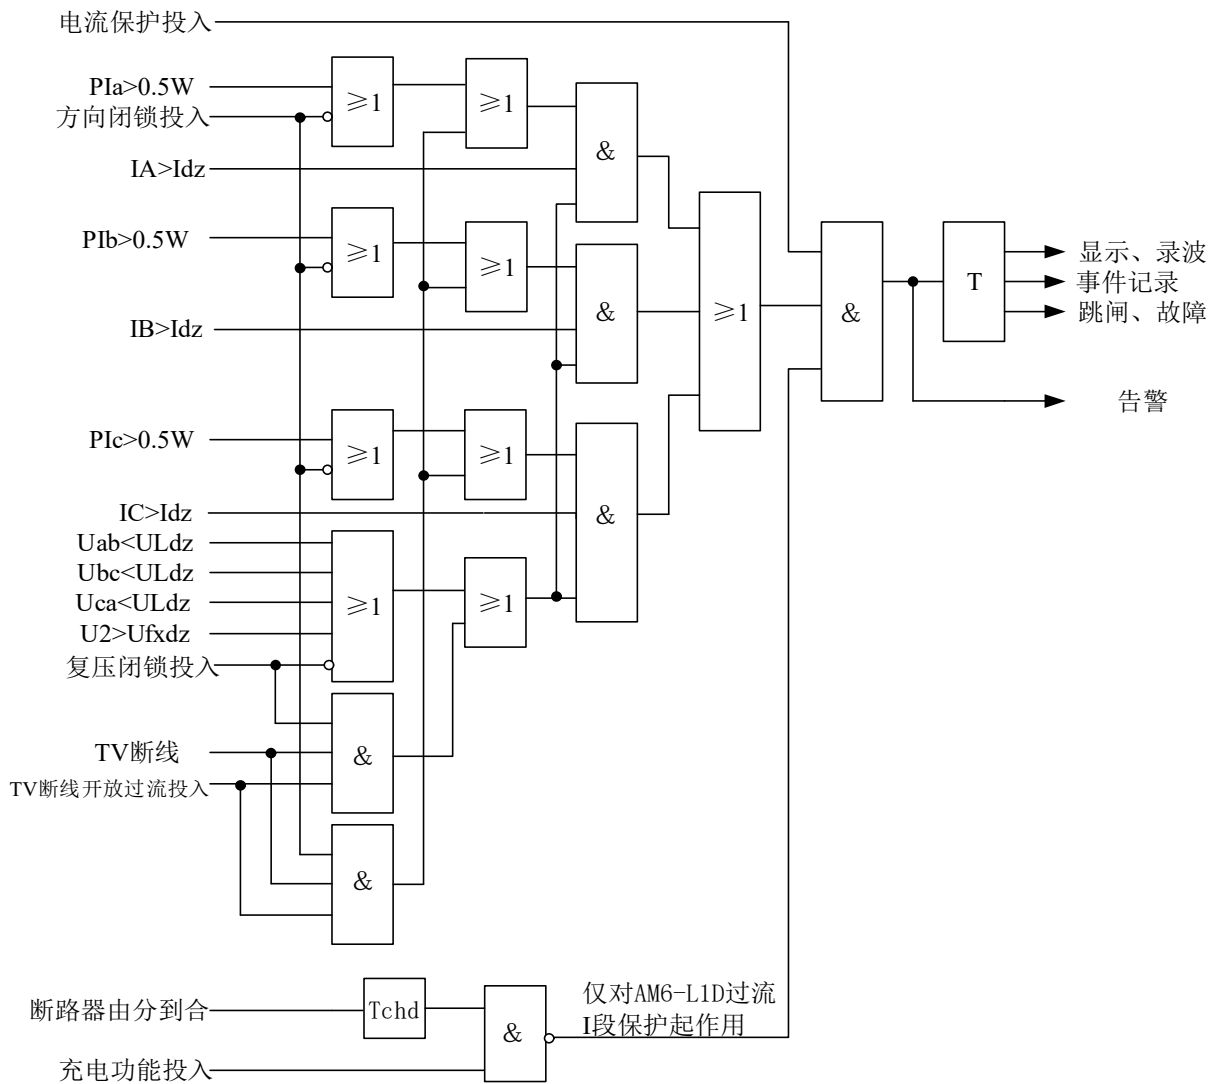 电流保护投入
PIa>0.5W
方向闭锁投入
≥1
≥1
IA>Idz
&
PIb>0.5W
≥1
≥1
IB>Idz
&
≥1
&
T
显示、录波
事件记录
跳闸、故障
告警
PIc>0.5W
≥1
≥1
IC>Idz
&
Uab<ULdz
Ubc<ULdz
Uca<ULdz
U2>Ufxdz
复压闭锁投入
≥1
≥1
TV断线
&
TV断线开放过流投入
&
断路器由分到合
Tchd
&
仅对AM6-L1D过流
I段保护起作用
充电功能投入